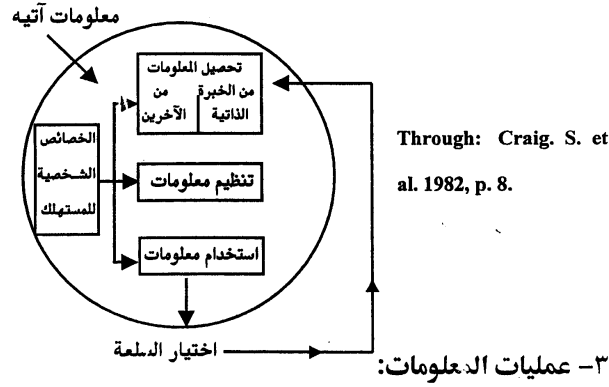 معلومات آتيه
تحصيل المعلومات
من الخبرة
الذاتية
من
الآخرين
الخصائص
الشخصية
للمستهلك
تنظيم معلومات
استخدام معلومات
اختيار السلعة
Through: Craig. S. et
al. 1982, p. 8.
٣- عمليات المعلومات: